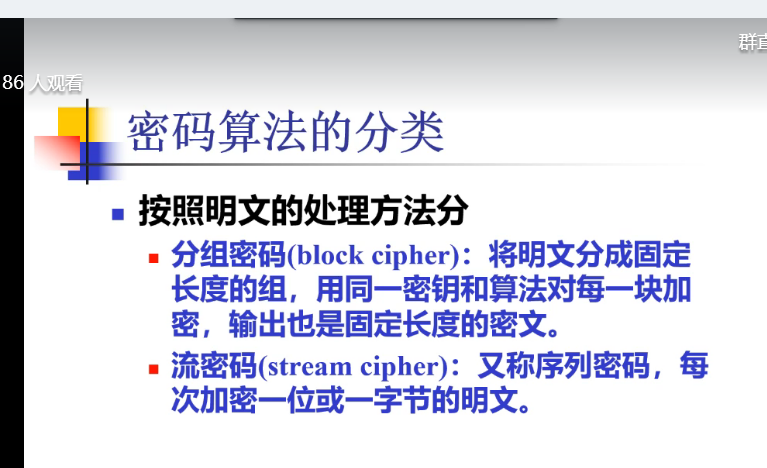 群直
86 人观看
密码算法的分类
按照明文的处理方法分
分组密码(block cipher)：将明文分成固定
长度的组，用同一密钥和算法对每一块加
密，输出也是固定长度的密文。
流密码(stream cipher)：又称序列密码，每
次加密一位或一字节的明文。